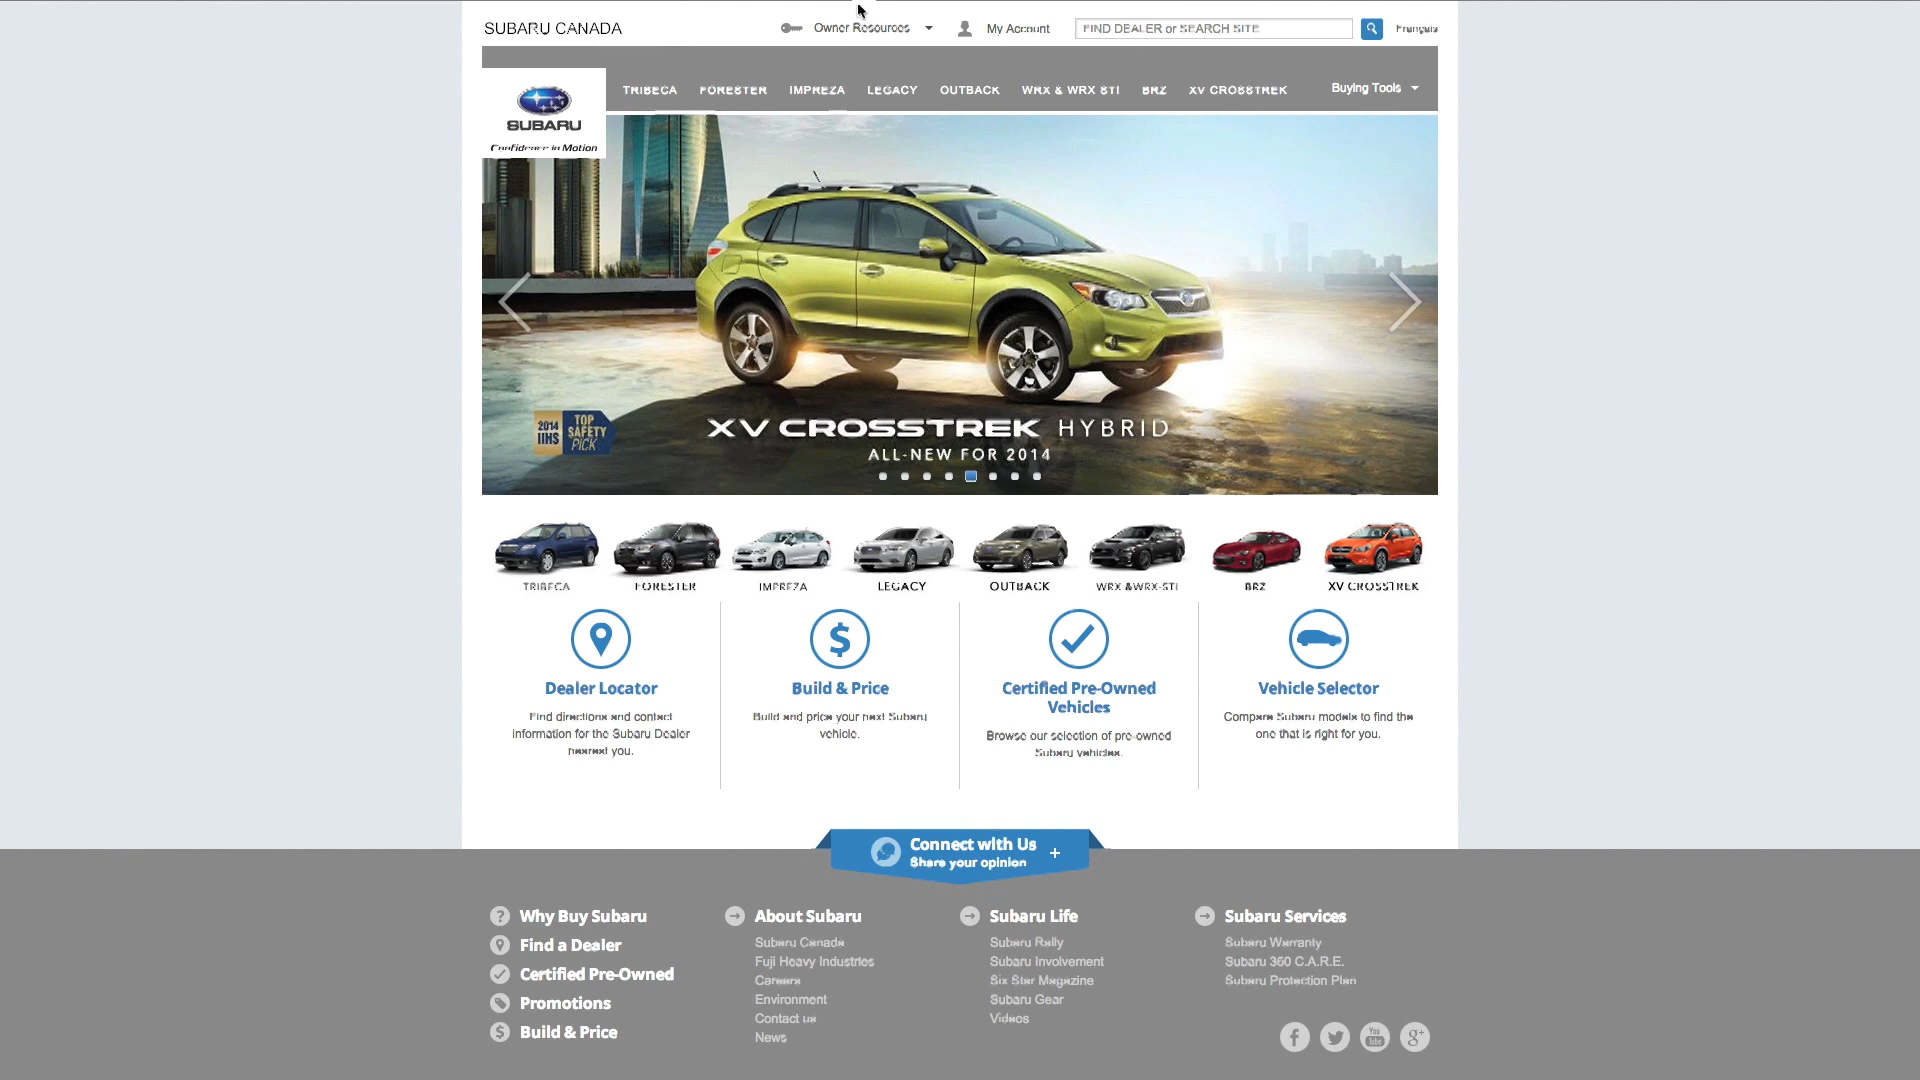 SUBARU CANADA
Owner Resources
My Account
FIND DEALER or SEARCH SITE
Français
SUBARU
Confidence in Motion
TRIBECA
FORESTER
IMPREZA
LEGACY
OUTBACK
WRX & WRX STI
BRZ
XV CROSSTREK
Buying Tools
2014 IIHS
TOP SAFETY PICK
XV CROSSTREK HYBRID
ALL-NEW FOR 2014
TRIBECA
FORESTER
IMPREZA
LEGACY
OUTBACK
WRX &WRX-STI
BRZ
XV CROSSTREK
Dealer Locator
Find directions and contact
information for the Subaru Dealer
nearest you.
Build & Price
Build and price your next Subaru
vehicle.
Certified Pre-Owned
Vehicles
Browse our selection of pre-owned
Subaru vehicles.
Vehicle Selector
Compare Subaru models to find the
one that is right for you.
Connect with Us
Share your opinion
Why Buy Subaru
Find a Dealer
Certified Pre-Owned
Promotions
Build & Price
About Subaru
Subaru Canada
Fuji Heavy Industries
Careers
Environment
Contact us
News
Subaru Life
Subaru Rally
Subaru Involvement
Six Star Magazine
Subaru Gear
Videos
Subaru Services
Subaru Warranty
Subaru 360 C.A.R.E.
Subaru Protection Plan
You Tube